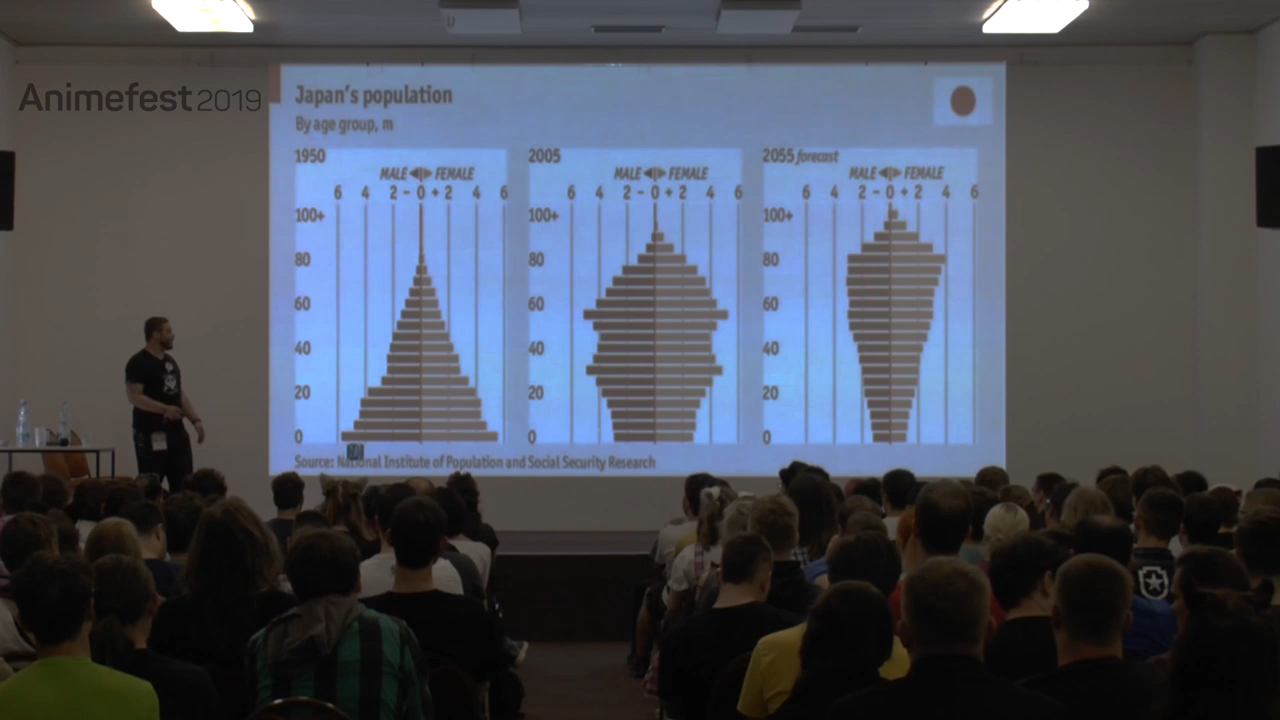 Animefest 2019
Japan's population
By age group, m
1950
MALE FEMALE
6 4 2 - 0 + 2 4 6
100+
80
60
40
20
0
2005
MALE FEMALE
6 4 2 - 0 + 2 4 6
100+
80
60
40
20
0
2055 forecast
MALE FEMALE
6 4 2 - 0 + 2 4 6
100+
80
60
40
20
0
Source: National Institute of Population and Social Security Research